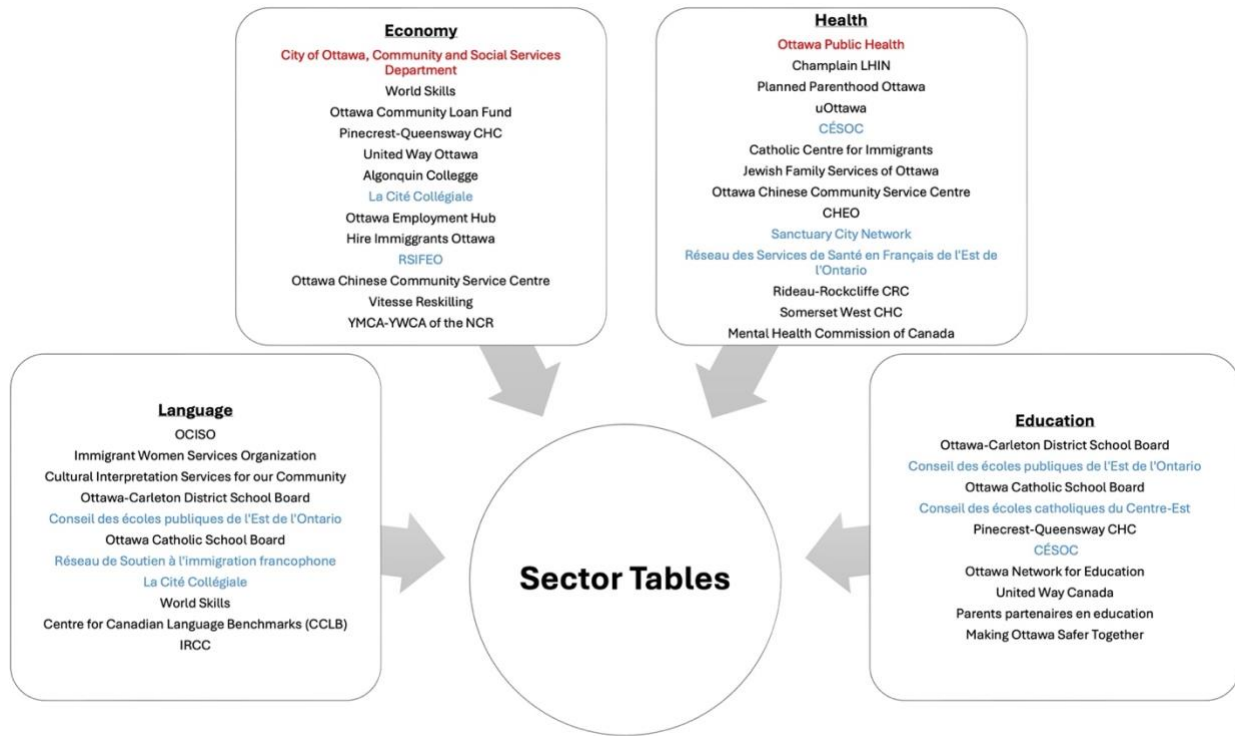 Economy
City of Ottawa, Community and Social Services
Department
World Skills
Ottawa Community Loan Fund
Pinecrest-Queensway CHC
United Way Ottawa
Algonquin Collegge
La Cité Collégiale
Ottawa Employment Hub
Hire Immiggrants Ottawa
RSIFEO
Ottawa Chinese Community Service Centre
Vitesse Reskilling
YMCA-YWCA of the NCR
Health
Ottawa Public Health
Champlain LHIN
Planned Parenthood Ottawa
uOttawa
CÉSOC
Catholic Centre for Immigrants
Jewish Family Services of Ottawa
Ottawa Chinese Community Service Centre
CHEO
Sanctuary City Network
Réseau des Services de Santé en Français de l'Est de
l'Ontario
Rideau-Rockcliffe CRC
Somerset West CHC
Mental Health Commission of Canada
Language
OCISO
Immigrant Women Services Organization
Cultural Interpretation Services for our Community
Ottawa-Carleton District School Board
Conseil des écoles publiques de l'Est de l'Ontario
Ottawa Catholic School Board
Réseau de Soutien à l'immigration francophone
La Cité Collégiale
World Skills
Centre for Canadian Language Benchmarks (CCLB)
IRCC
Sector Tables
Education
Ottawa-Carleton District School Board
Conseil des écoles publiques de l'Est de l'Ontario
Ottawa Catholic School Board
Conseil des écoles catholiques du Centre-Est
Pinecrest-Queensway CHC
CÉSOC
Ottawa Network for Education
United Way Canada
Parents partenaires en education
Making Ottawa Safer Together